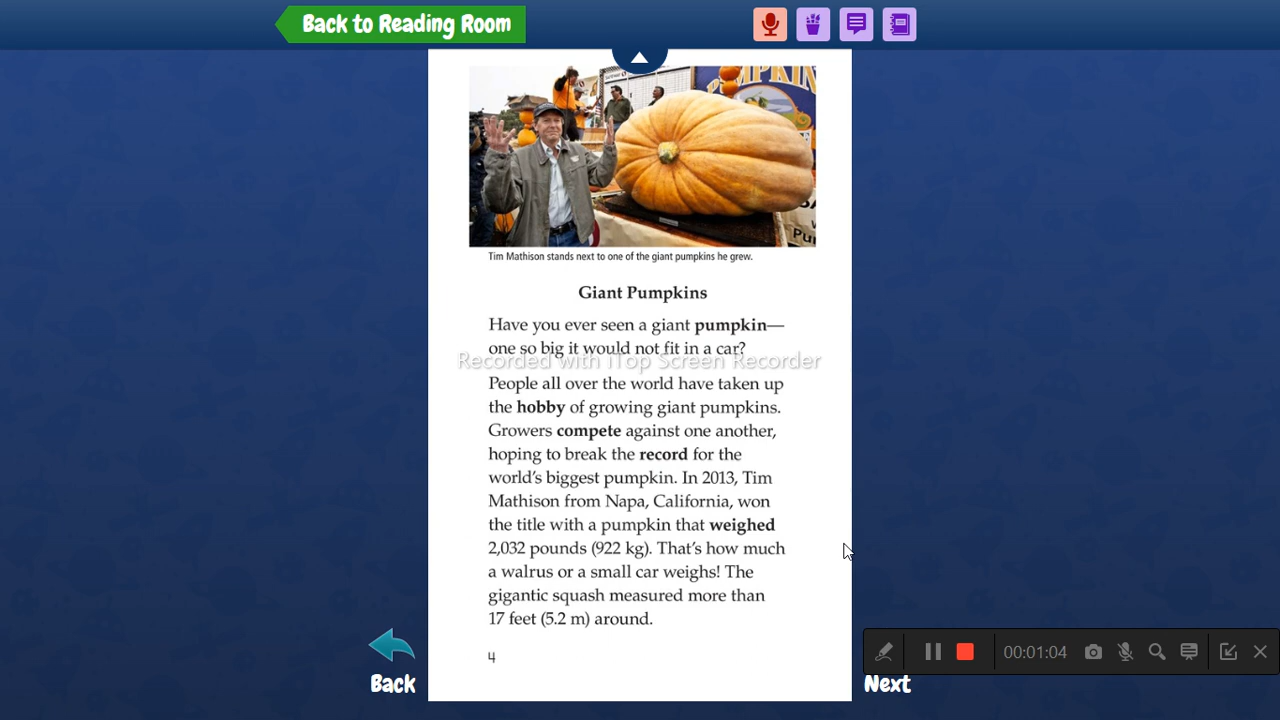 Back to Reading Room
PUMPKIN
Tim Mathison stands next to one of the giant pumpkins he grew.
Giant Pumpkins
Have you ever seen a giant pumpkin—
one so big it would not fit in a car?
Recorded with iTop Screen Recorder
People all over the world have taken up
the hobby of growing giant pumpkins.
Growers compete against one another,
hoping to break the record for the
world's biggest pumpkin. In 2013, Tim
Mathison from Napa, California, won
the title with a pumpkin that weighed
2,032 pounds (922 kg). That's how much
a walrus or a small car weighs! The
gigantic squash measured more than
17 feet (5.2 m) around.
4
00:01:04
Back
Next